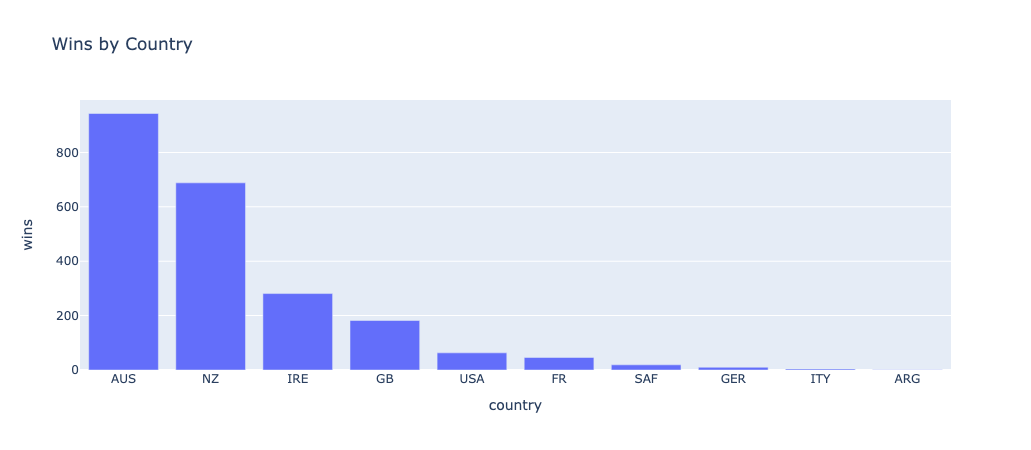 Wins by Country
wins
800
600
400
200
0
AUS NZ IRE GB USA FR SAF GER ITY ARG
country